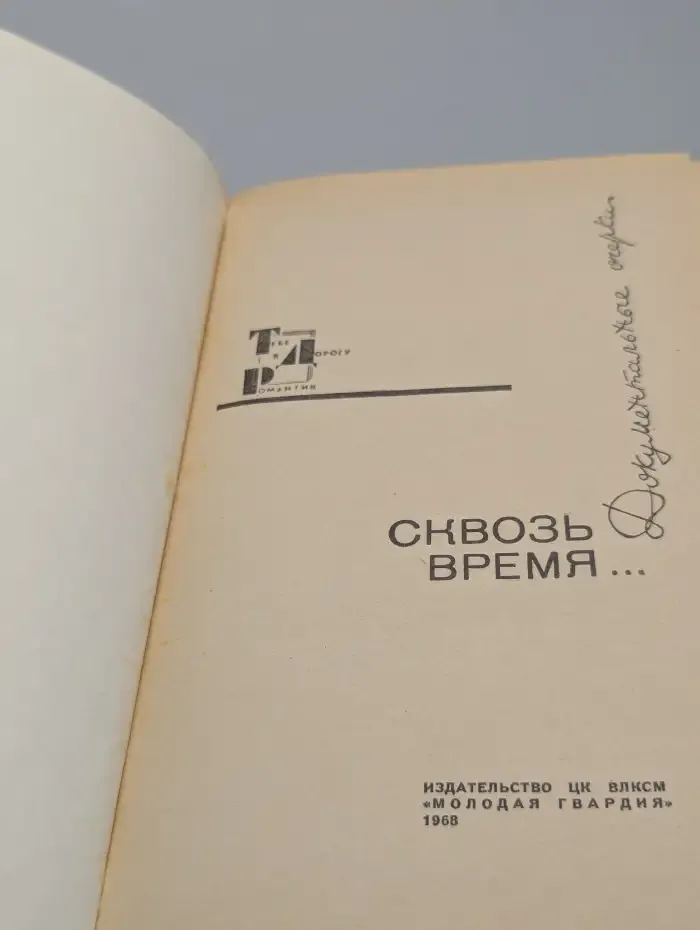 Тебе
в Дорогу
Романтик
Документальные очерки
СКВОЗЬ
ВРЕМЯ...
ИЗДАТЕЛЬСТВО ЦК ВЛКСМ
«МОЛОДАЯ ГВАРДИЯ»
1968